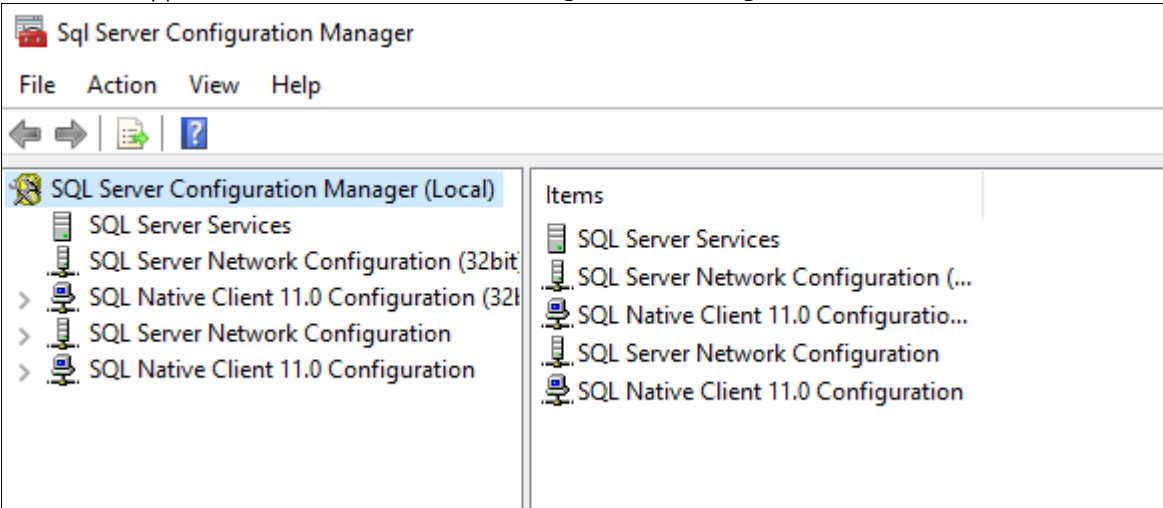 Sql Server Configuration Manager
File Action View Help
SQL Server Configuration Manager (Local)
SQL Server Services
SQL Server Network Configuration (32bit
SQL Native Client 11.0 Configuration (32
SQL Server Network Configuration
SQL Native Client 11.0 Configuration
Items
SQL Server Services
SQL Server Network Configuration (...
SQL Native Client 11.0 Configuratio...
SQL Server Network Configuration
SQL Native Client 11.0 Configuration